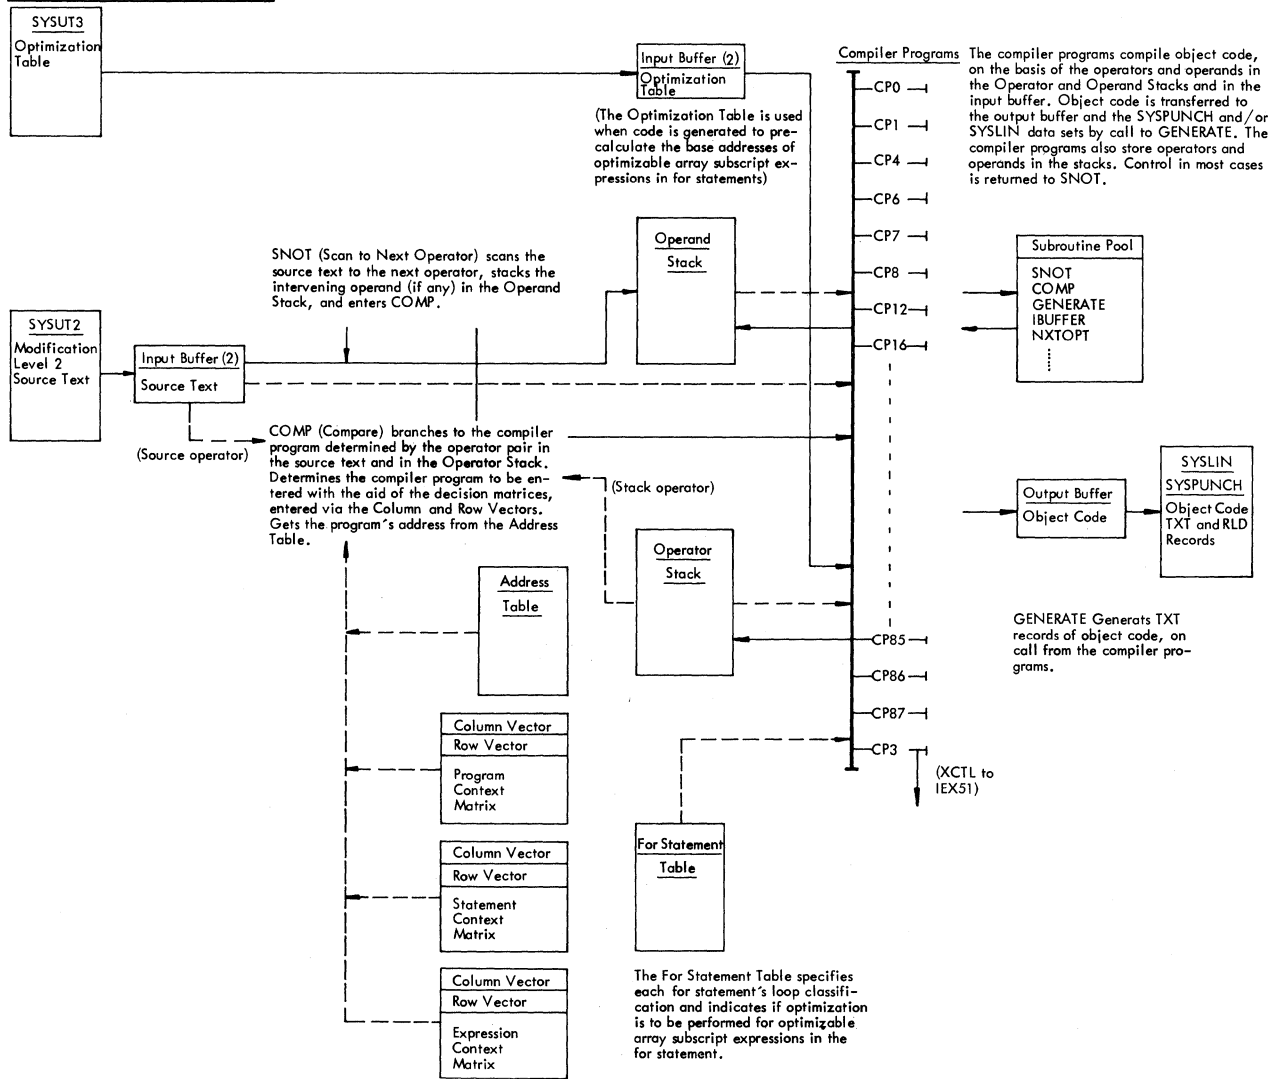 SYSUT3
Optimization
Table
Input Buffer (2)
Optimization
Table
(The Optimization Table is used
when code is generated to pre-
calculate the base addresses of
optimizable array subscript ex-
pressions in for statements)
Compiler Programs
The compiler programs compile object code,
on the basis of the operators and operands in
the Operator and Operand Stacks and in the
input buffer. Object code is transferred to
the output buffer and the SYSPUNCH and/or
SYSLIN data sets by call to GENERATE. The
compiler programs also store operators and
operands in the stacks. Control in most cases
is returned to SNOT.
CP0
CP1
CP4
CP6
CP7
CP8
CP12
CP16
CP85
CP86
CP87
CP3
(XCTL to
IEX51)
Operand
Stack
Subroutine Pool
SNOT
COMP
GENERATE
IBUFFER
NXTOPT
SNOT (Scan to Next Operator) scans the
source text to the next operator, stacks the
intervening operand (if any) in the Operand
Stack, and enters COMP.
SYSUT2
Modification
Level 2
Source Text
Input Buffer (2)
Source Text
(Source operator)
COMP (Compare) branches to the compiler
program determined by the operator pair in
the source text and in the Operator Stack.
Determines the compiler program to be en-
tered with the aid of the decision matrices,
entered via the Column and Row Vectors.
Gets the program's address from the Address
Table.
(Stack operator)
Output Buffer
Object Code
SYSLIN
SYSPUNCH
Object Code
TXT and RLD
Records
Operator
Stack
Address
Table
GENERATE Generats TXT
records of object code, on
call from the compiler pro-
grams.
Column Vector
Row Vector
Program
Context
Matrix
Column Vector
Row Vector
Statement
Context
Matrix
Column Vector
Row Vector
Expression
Context
Matrix
For Statement
Table
The For Statement Table specifies
each for statement's loop classifi-
cation and indicates if optimization
is to be performed for optimizable
array subscript expressions in the
for statement.